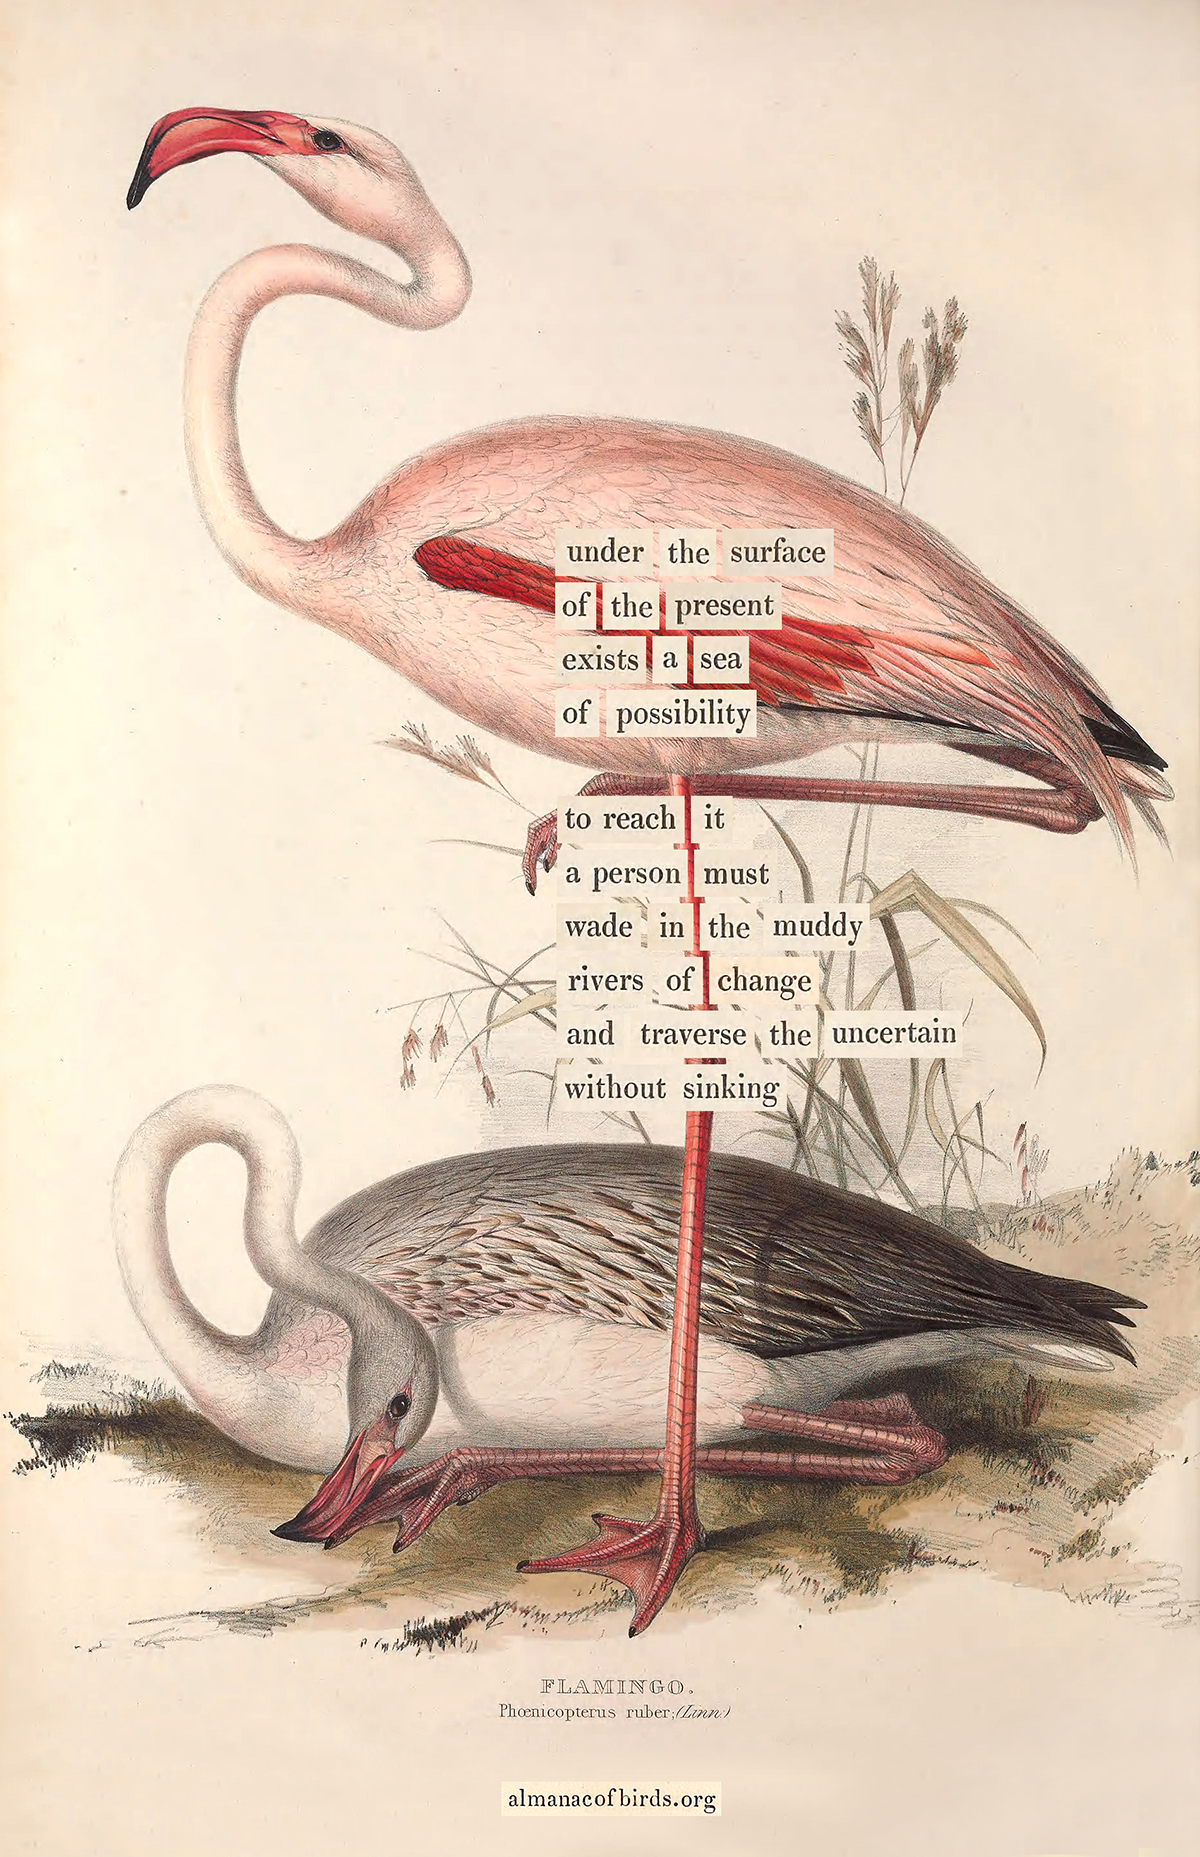 under the surface
of the present
exists a sea
of possibility
to reach it
a person must
wade in the muddy
rivers of change
and traverse the uncertain
without sinking
FLAMINGO.
Phœnicopterus ruber; (Linn)
almanacofbirds.org